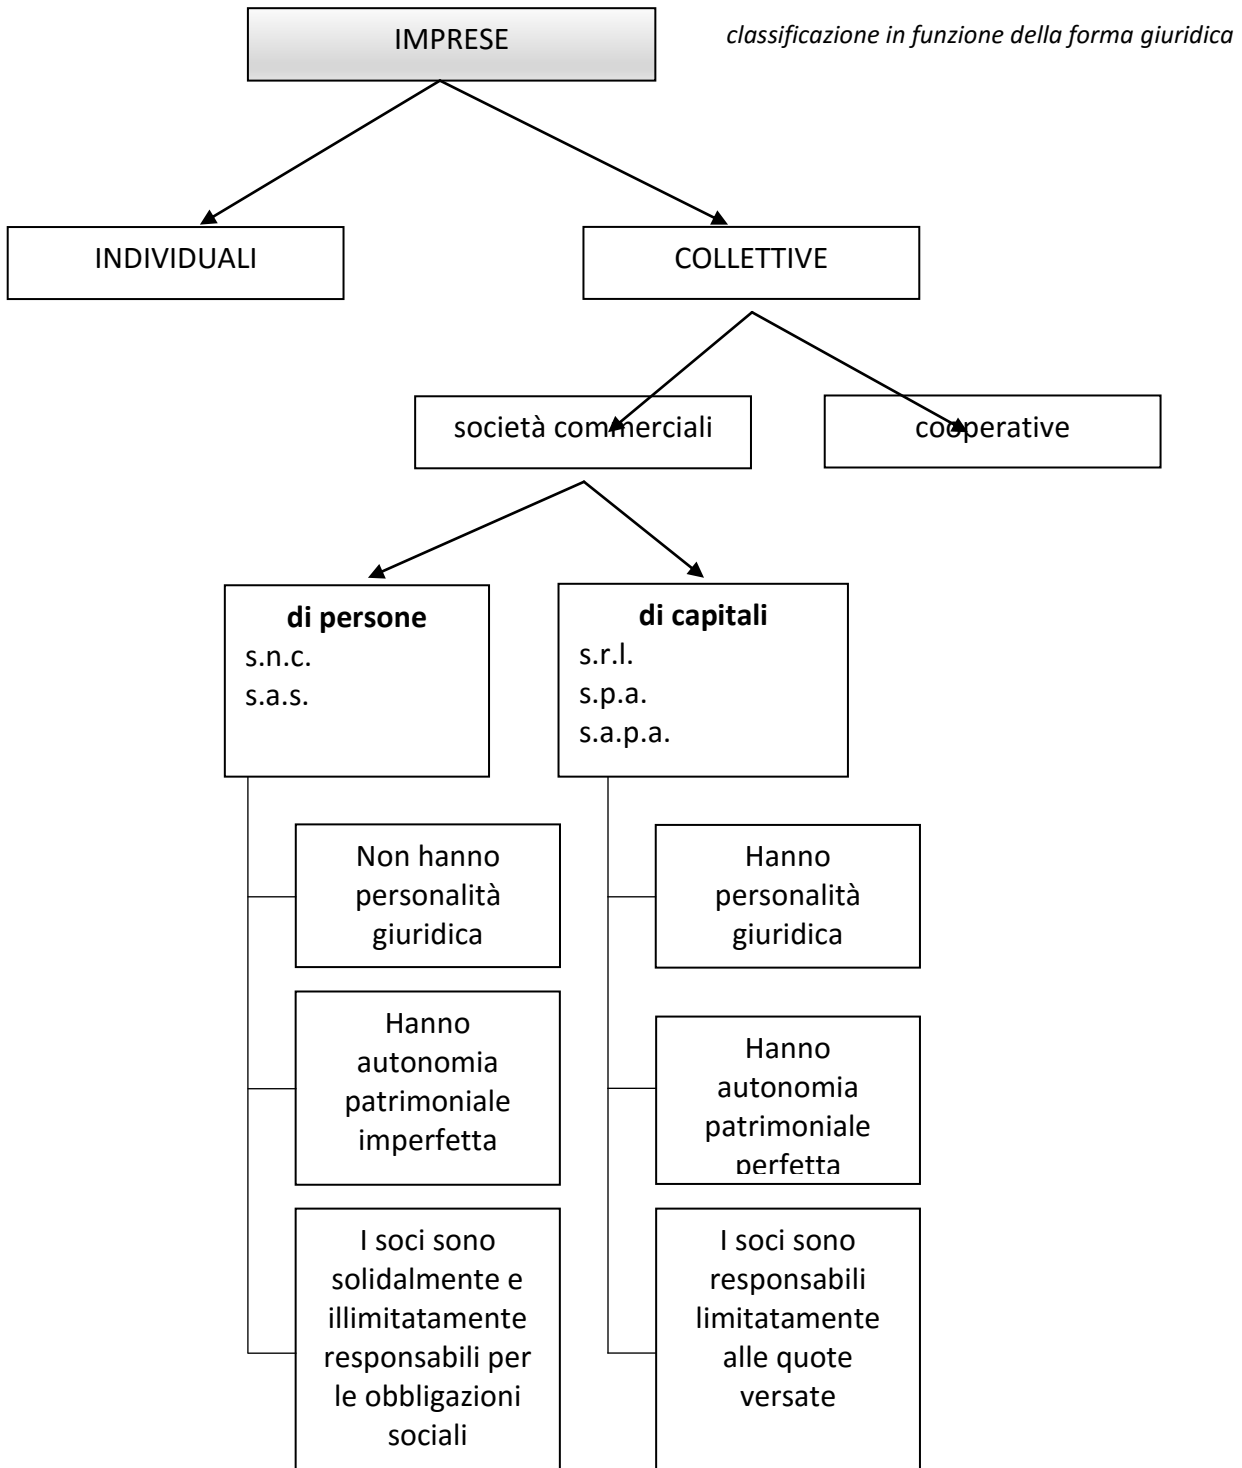 IMPRESE
classificazione in funzione della forma giuridica
INDIVIDUALI
COLLETTIVE
società commerciali
cooperative
di persone
s.n.c.
s.a.s.
di capitali
s.r.l.
s.p.a.
s.a.p.a.
Non hanno
personalità
giuridica
Hanno
personalità
giuridica
Hanno
autonomia
patrimoniale
imperfetta
Hanno
autonomia
patrimoniale
perfetta
I soci sono
solidalmente e
illimitatamente
responsabili per
le obbligazioni
sociali
I soci sono
responsabili
limitatamente
alle quote
versate